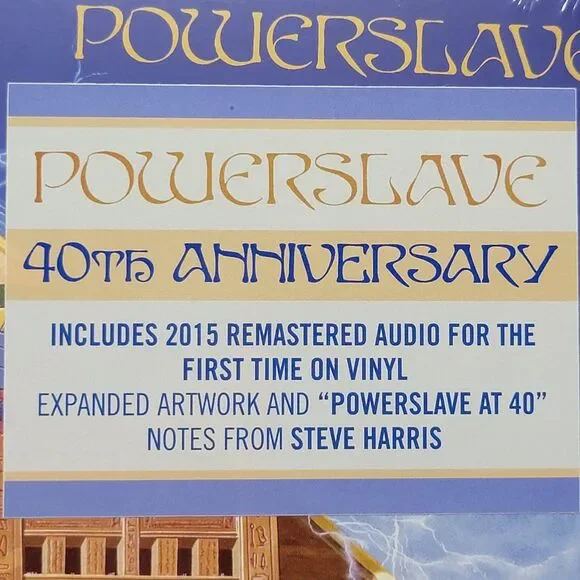 POWERSLAVE
POWERSLAVE
40TH ANNIVERSARY
INCLUDES 2015 REMASTERED AUDIO FOR THE
FIRST TIME ON VINYL
EXPANDED ARTWORK AND “POWERSLAVE AT 40”
NOTES FROM STEVE HARRIS